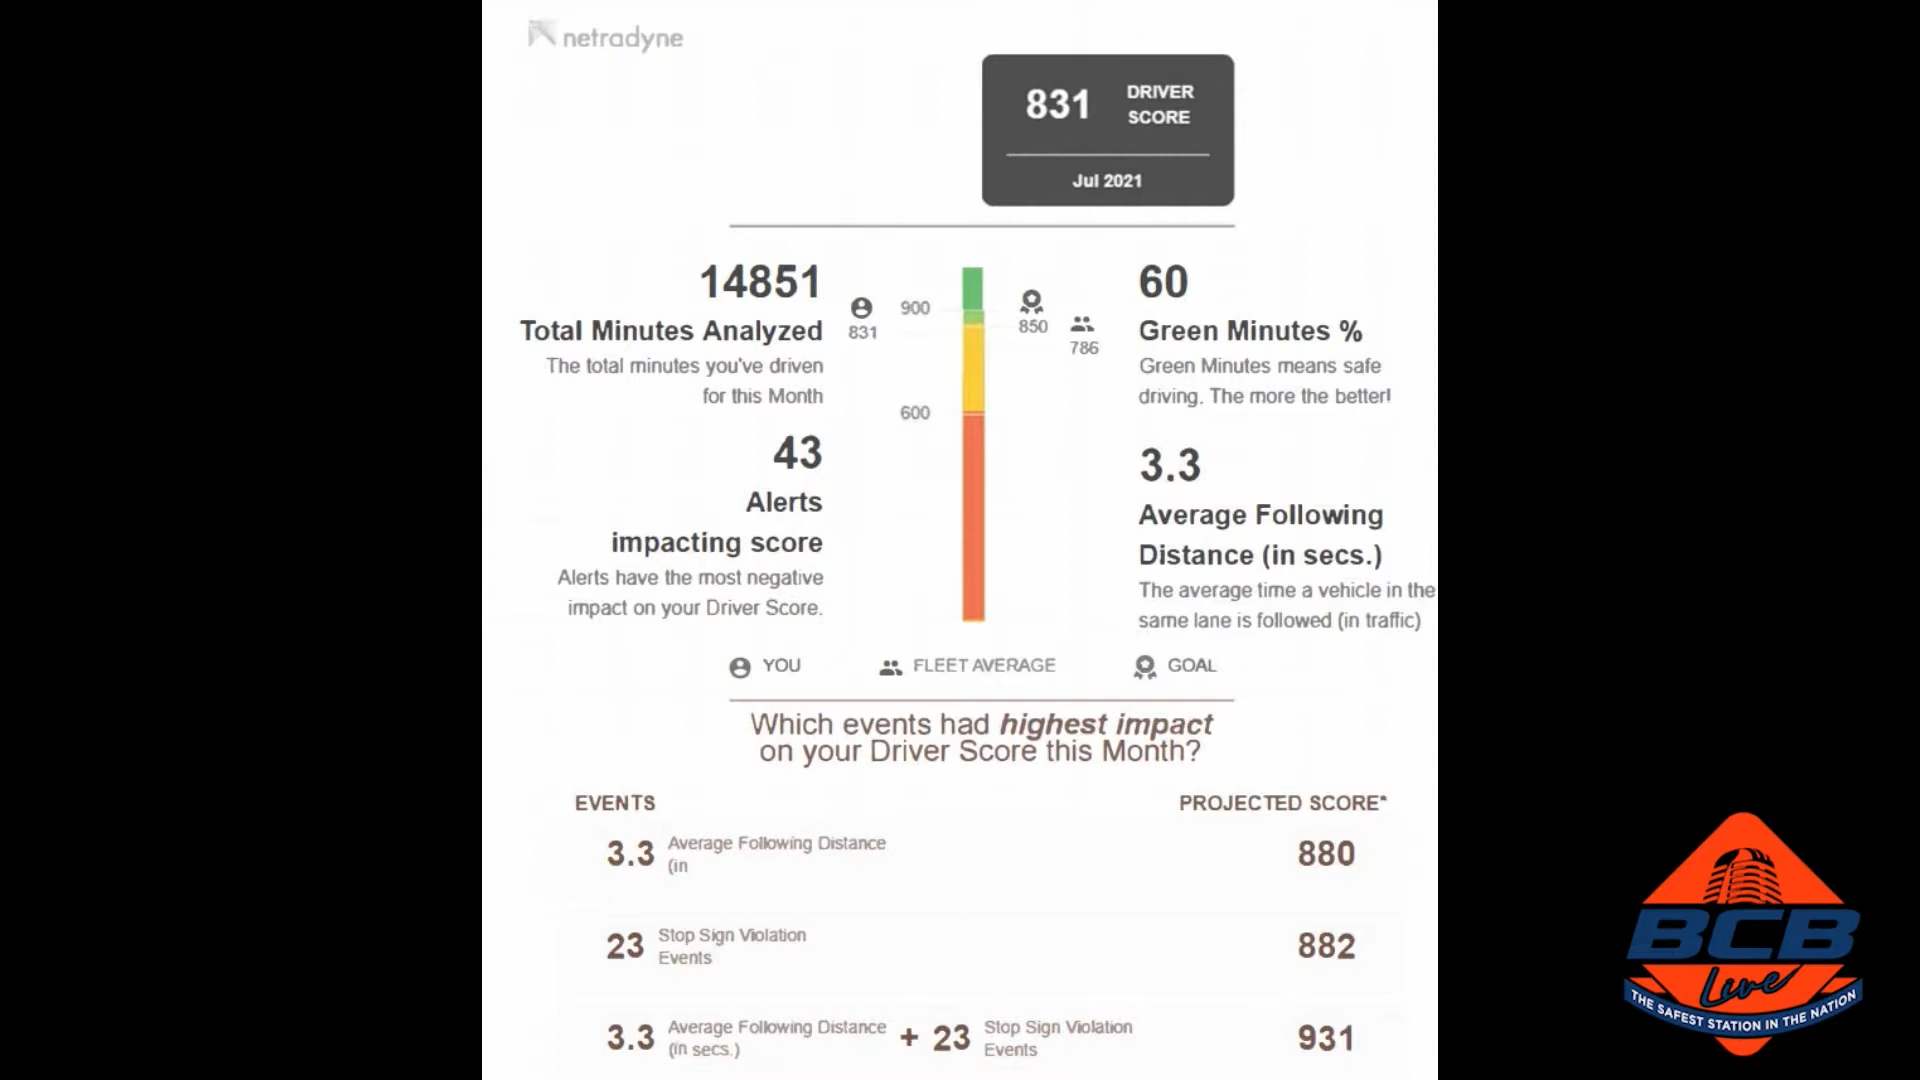 netradyne
831
DRIVER
SCORE
Jul 2021
14851
Total Minutes Analyzed
The total minutes you've driven
for this Month
43
Alerts
impacting score
Alerts have the most negative
impact on your Driver Score.
831
900
600
850
786
60
Green Minutes %
Green Minutes means safe
driving. The more the better!
3.3
Average Following
Distance (in secs.)
The average time a vehicle in the
same lane is followed (in traffic)
YOU
FLEET AVERAGE
GOAL
Which events had highest impact
on your Driver Score this Month?
EVENTS
PROJECTED SCORE*
3.3 Average Following Distance
(in
880
23 Stop Sign Violation
Events
882
3.3 Average Following Distance
(in secs.)
+ 23 Stop Sign Violation
Events
931
BCB
Live
THE SAFEST STATION IN THE NATION